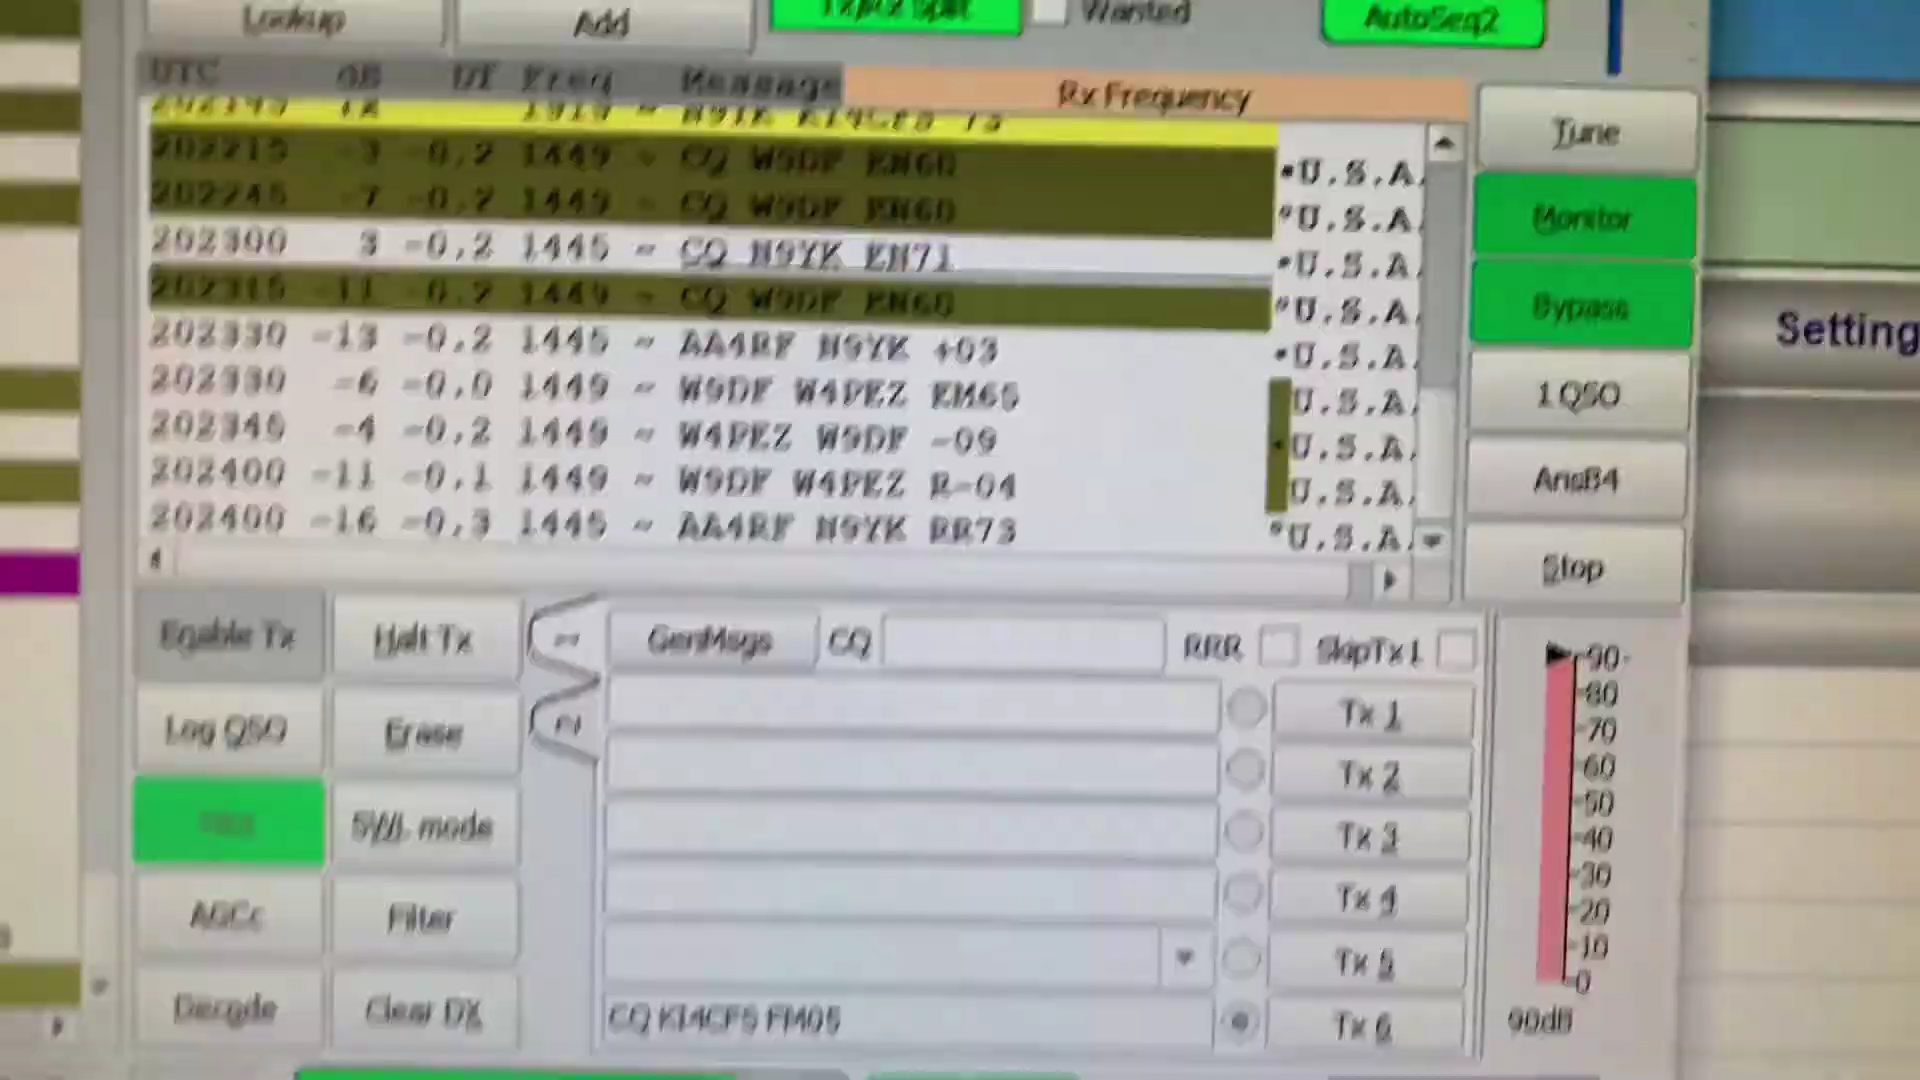 Lookup Add Tx/Rx Split Wanted AutoSeq2
UTC dB DT Freq Message Rx Frequency
202215 -3 -0,2 1449 ~ CQ W9DF EN60 U.S.A.
202245 -7 -0,2 1449 ~ CQ W9DF EN60 U.S.A.
202300 3 -0,2 1445 ~ CQ N9YK EN71 U.S.A.
202315 -11 -0,2 1449 ~ CQ W9DF EN60 U.S.A.
202330 -13 -0,2 1445 ~ AA4RF N9YK +03 U.S.A.
202330 -6 -0,0 1449 ~ W9DF W4PEZ EM65 U.S.A.
202345 -4 -0,2 1449 ~ W4PEZ W9DF -09 U.S.A.
202400 -11 -0,1 1449 ~ W9DF W4PEZ R-04 U.S.A.
202400 -16 -0,3 1445 ~ AA4RF N9YK RR73 U.S.A.
Tune
Monitor
Bypass
1 QSO
AnsB4
Stop
Setting
Enable Tx Halt Tx 1 GenMsgs CQ RRR SkipTx1
Log QSO Erase 2
SWL mode
AGCc Filter
Decode Clear DX
Tx 1
Tx 2
Tx 3
Tx 4
Tx 5
CQ KI4CFS FM05 Tx 6
90
80
70
60
50
40
30
20
10
0
90dB